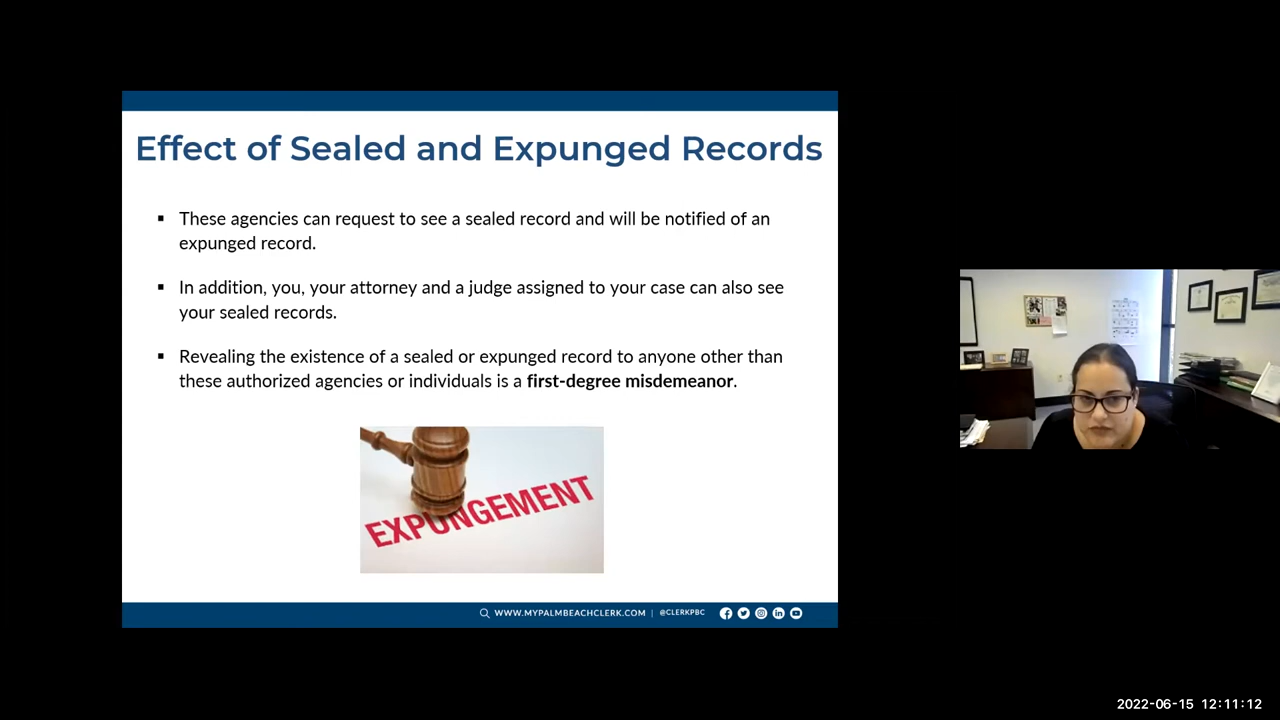 Effect of Sealed and Expunged Records
▪ These agencies can request to see a sealed record and will be notified of an
expunged record.
▪ In addition, you, your attorney and a judge assigned to your case can also see
your sealed records.
▪ Revealing the existence of a sealed or expunged record to anyone other than
these authorized agencies or individuals is a first-degree misdemeanor.
EXPUNGEMENT
WWW.MYPALMBEACHCLERK.COM | @CLERKPBC
2022-06-15 12:11:12